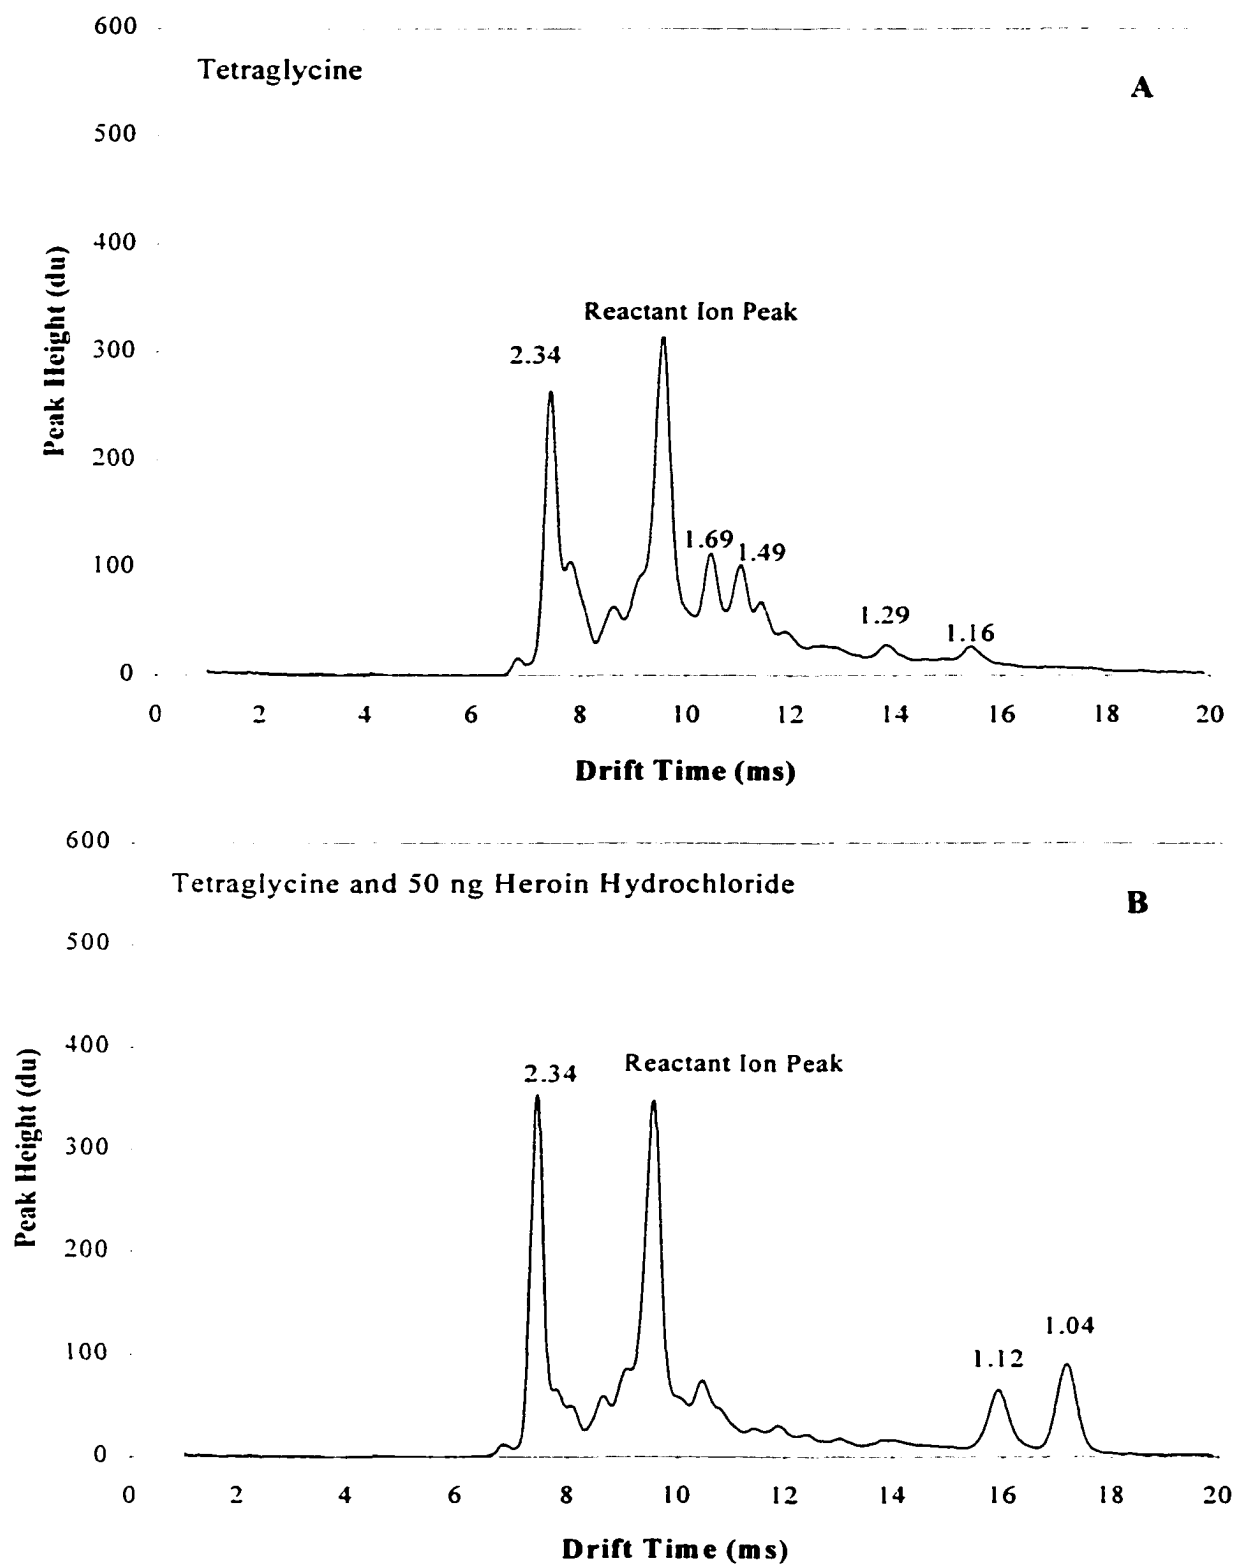 600
Tetraglycine
A
500
400
Reactant Ion Peak
300
2.34
200
1.69
1.49
100
1.29
1.16
0
0 2 4 6 8 10 12 14 16 18 20
Peak Height (du)
Drift Time (ms)
600
Tetraglycine and 50 ng Heroin Hydrochloride
B
500
400
2.34
Reactant Ion Peak
300
200
1.04
100
1.12
0
0 2 4 6 8 10 12 14 16 18 20
Peak Height (du)
Drift Time (ms)